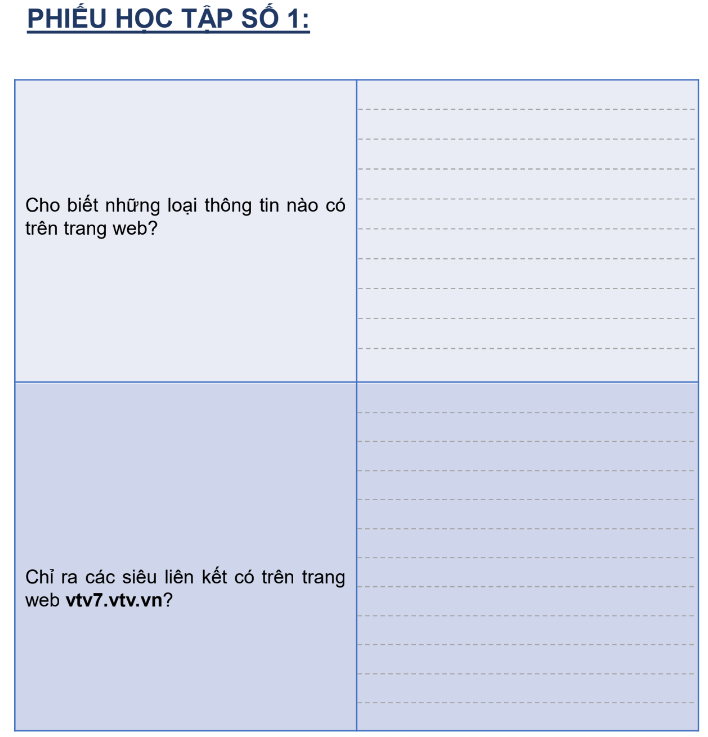 PHIẾU HỌC TẬP SỐ 1:
Cho biết những loại thông tin nào có
trên trang web?
Chỉ ra các siêu liên kết có trên trang
web vtv7.vtv.vn?